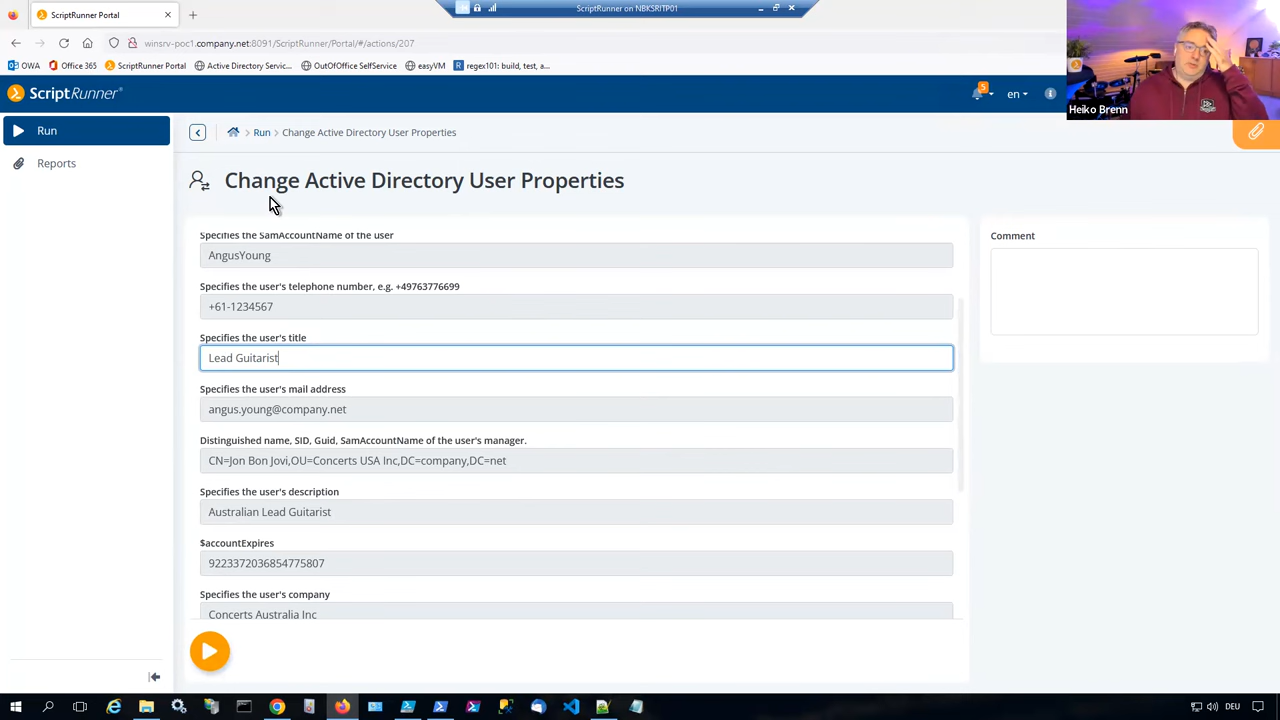 ScriptRunner Portal
ScriptRunner on NBKSRITP01
winsrv-poc1.company.net:8091/ScriptRunner/Portal/#/actions/207
OWA
Office 365
ScriptRunner Portal
Active Directory Servic...
OutOfOffice SelfService
easyVM
regex101: build, test, a...
ScriptRunner
5
en
Heiko Brenn
Run
Reports
Run > Change Active Directory User Properties
Change Active Directory User Properties
Specifies the SamAccountName of the user
AngusYoung
Specifies the user's telephone number, e.g. +49763776699
+61-1234567
Specifies the user's title
Lead Guitarist
Specifies the user's mail address
angus.young@company.net
Distinguished name, SID, Guid, SamAccountName of the user's manager.
CN=Jon Bon Jovi,OU=Concerts USA Inc,DC=company,DC=net
Specifies the user's description
Australian Lead Guitarist
$accountExpires
9223372036854775807
Specifies the user's company
Concerts Australia Inc
Comment
DEU